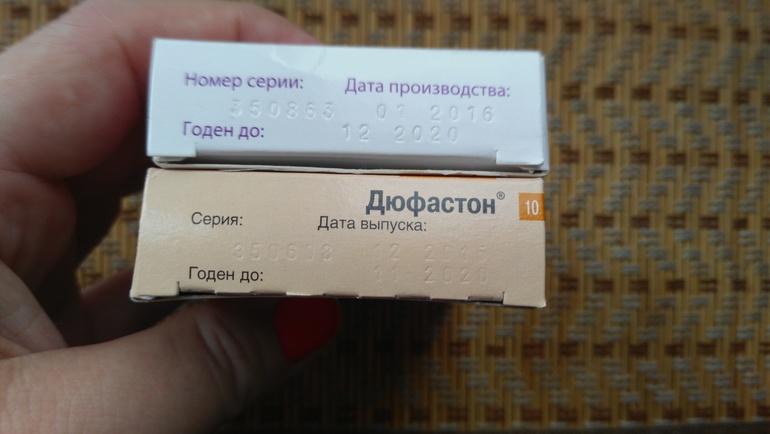 Номер серии: Дата производства:
350863 01 2016
Годен до: 12 2020
Дюфастон® 10
Серия: Дата выпуска:
350608 12 2015
Годен до: 11 2020